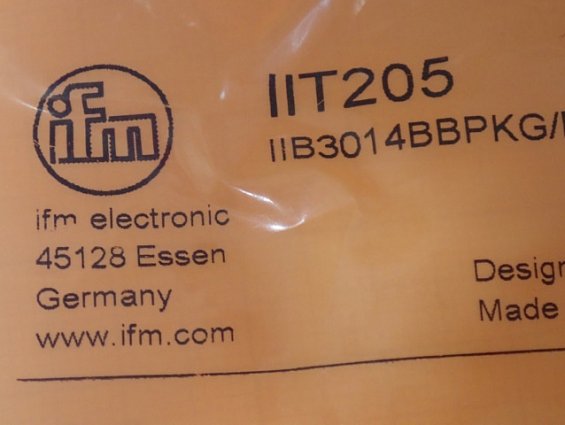 ifm
IIT205
IIB3014BBPKG/
ifm electronic
45128 Essen
Germany
www.ifm.com
Design
Made